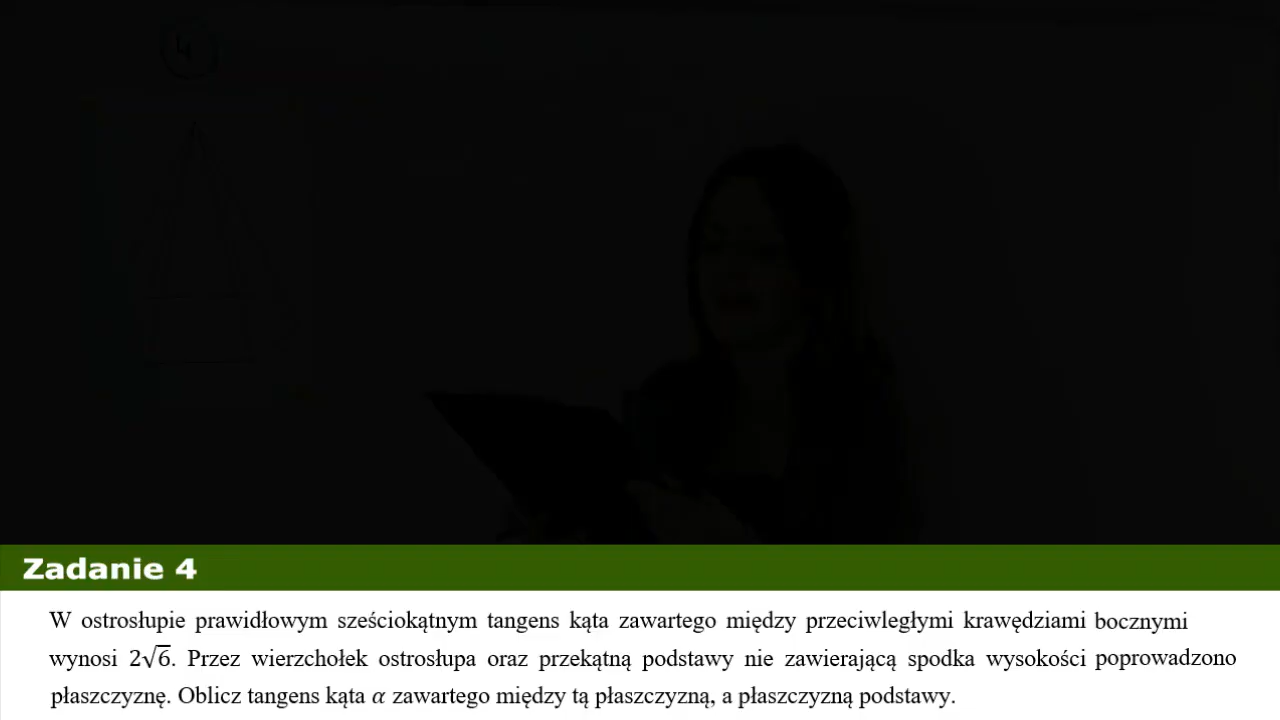 4
Zadanie 4
W ostrosłupie prawidłowym sześciokątnym tangens kąta zawartego między przeciwległymi krawędziami bocznymi
wynosi 2√6. Przez wierzchołek ostrosłupa oraz przekątną podstawy nie zawierającą spodka wysokości poprowadzono
płaszczyznę. Oblicz tangens kąta α zawartego między tą płaszczyzną, a płaszczyzną podstawy.